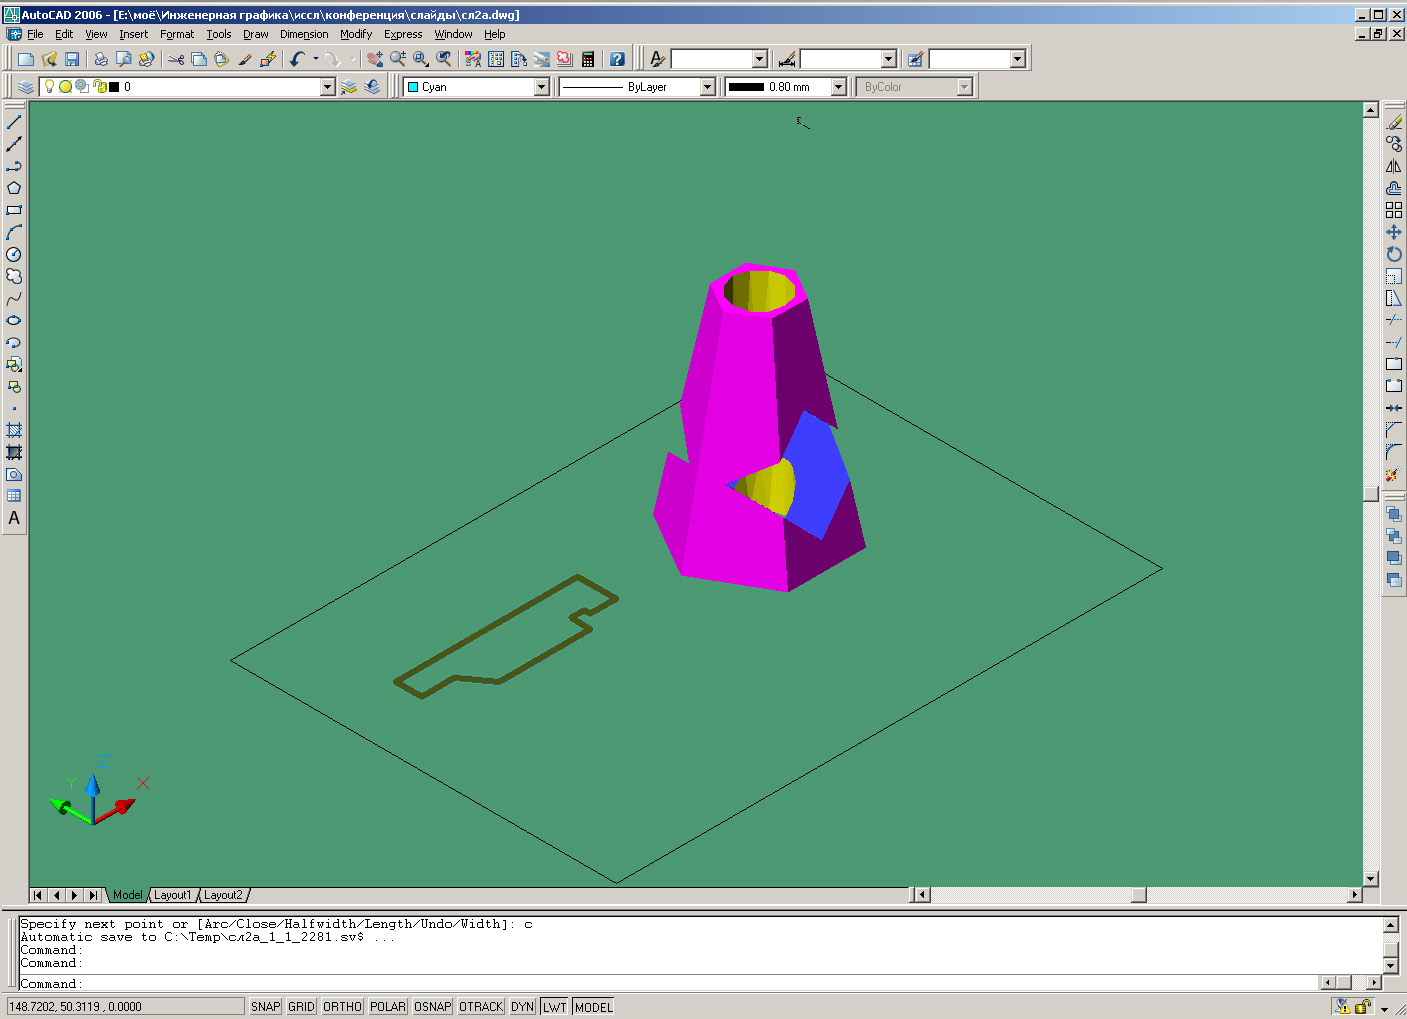 AutoCAD 2006 - [E:\моё\Инженерная графика\иссл\конференция\слайды\сл2а.dwg]
File Edit View Insert Format Tools Draw Dimension Modify Express Window Help
0 Cyan ByLayer 0.80 mm ByColor
A
Z
Y X
Model Layout1 Layout2
Specify next point or [Arc/Close/Halfwidth/Length/Undo/Width]: c
Automatic save to C:\Temp\сл2а_1_1_2281.sv$ ...
Command:
Command:
Command:
148.7202, 50.3119 , 0.0000 SNAP GRID ORTHO POLAR OSNAP OTRACK DYN LWT MODEL